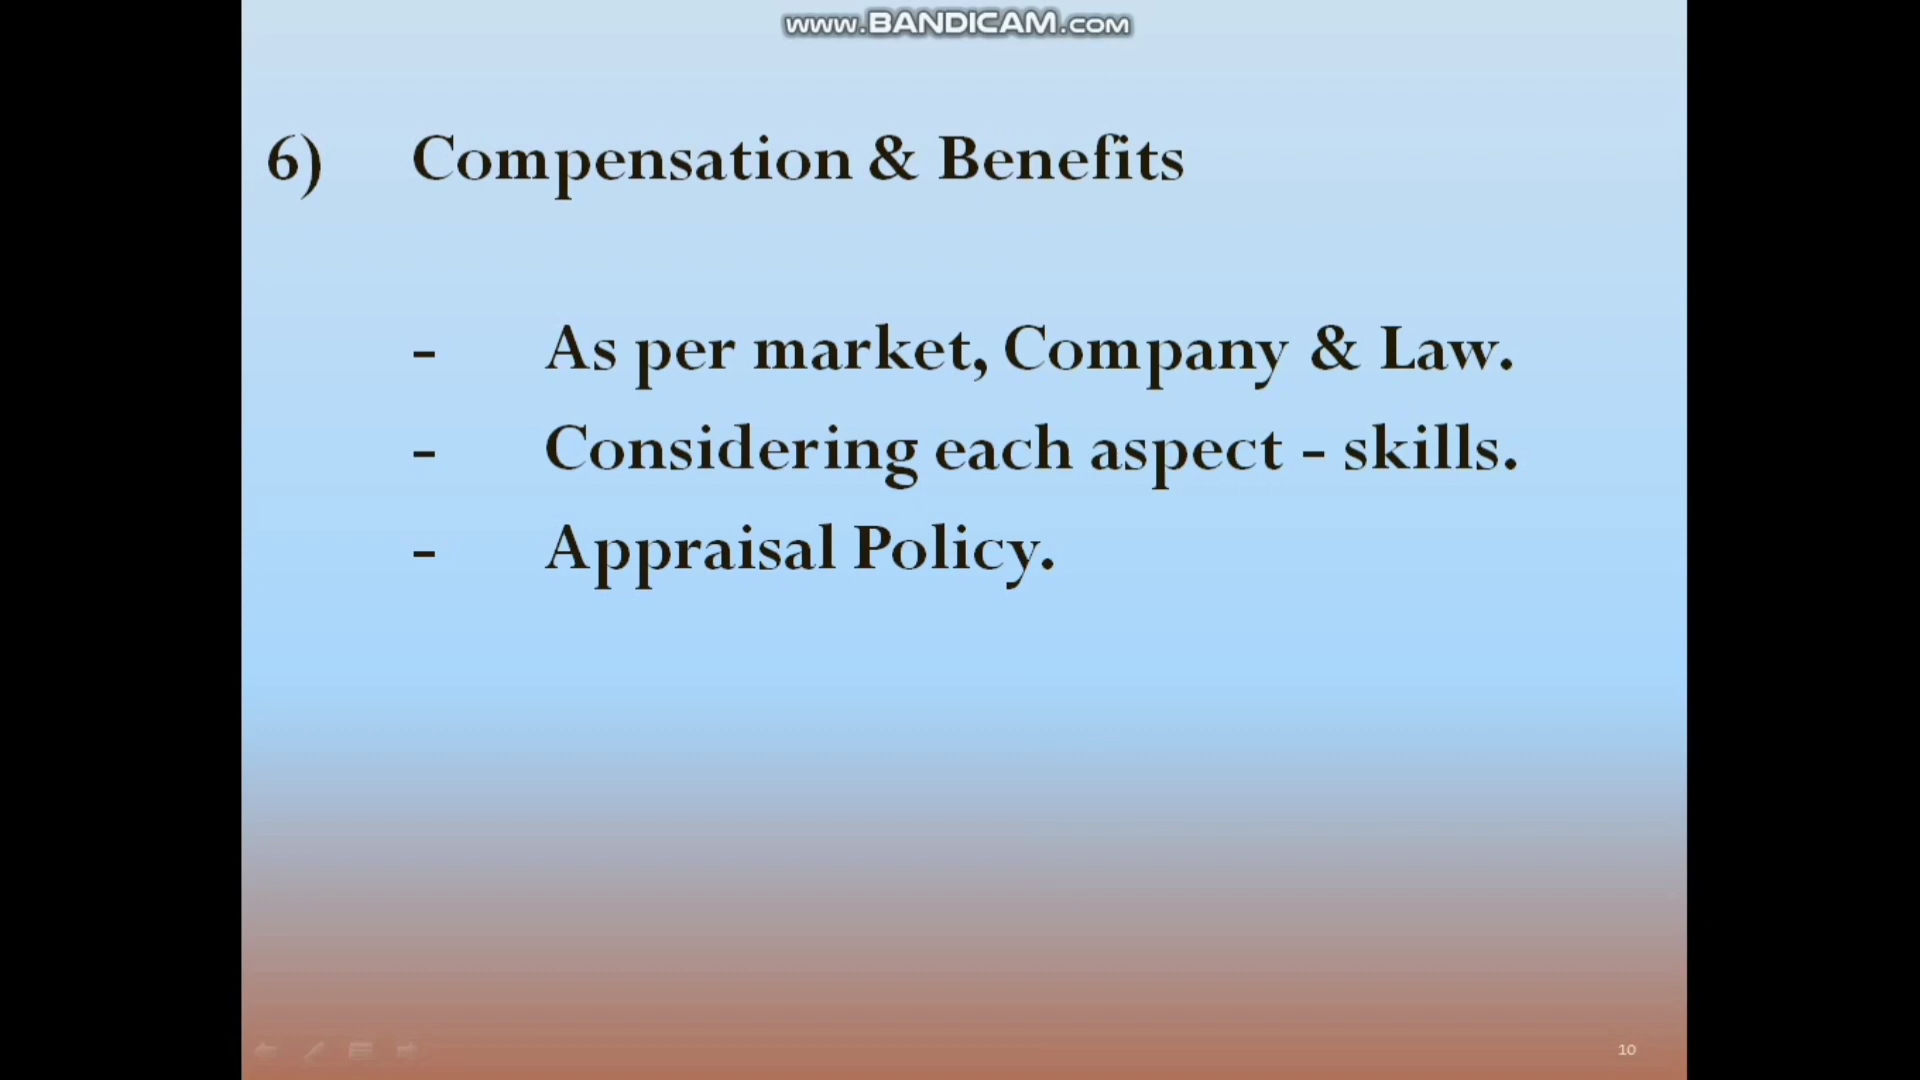 www.BANDICAM.com
6) Compensation & Benefits
- As per market, Company & Law.
- Considering each aspect - skills.
- Appraisal Policy.
10